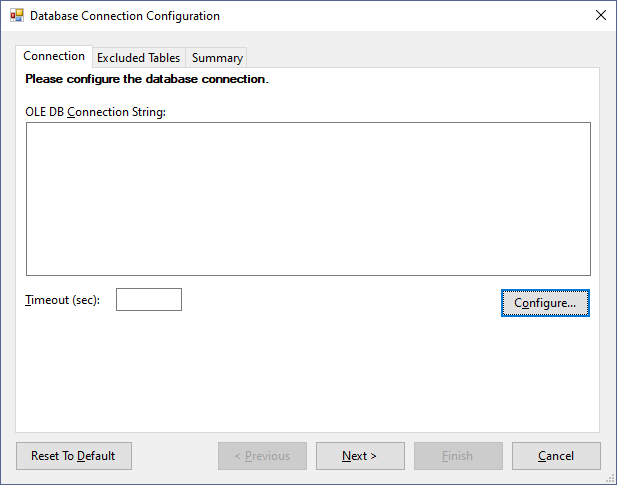 Database Connection Configuration
Connection Excluded Tables Summary
Please configure the database connection.
OLE DB Connection String:
Timeout (sec):
Configure...
Reset To Default < Previous Next > Finish Cancel